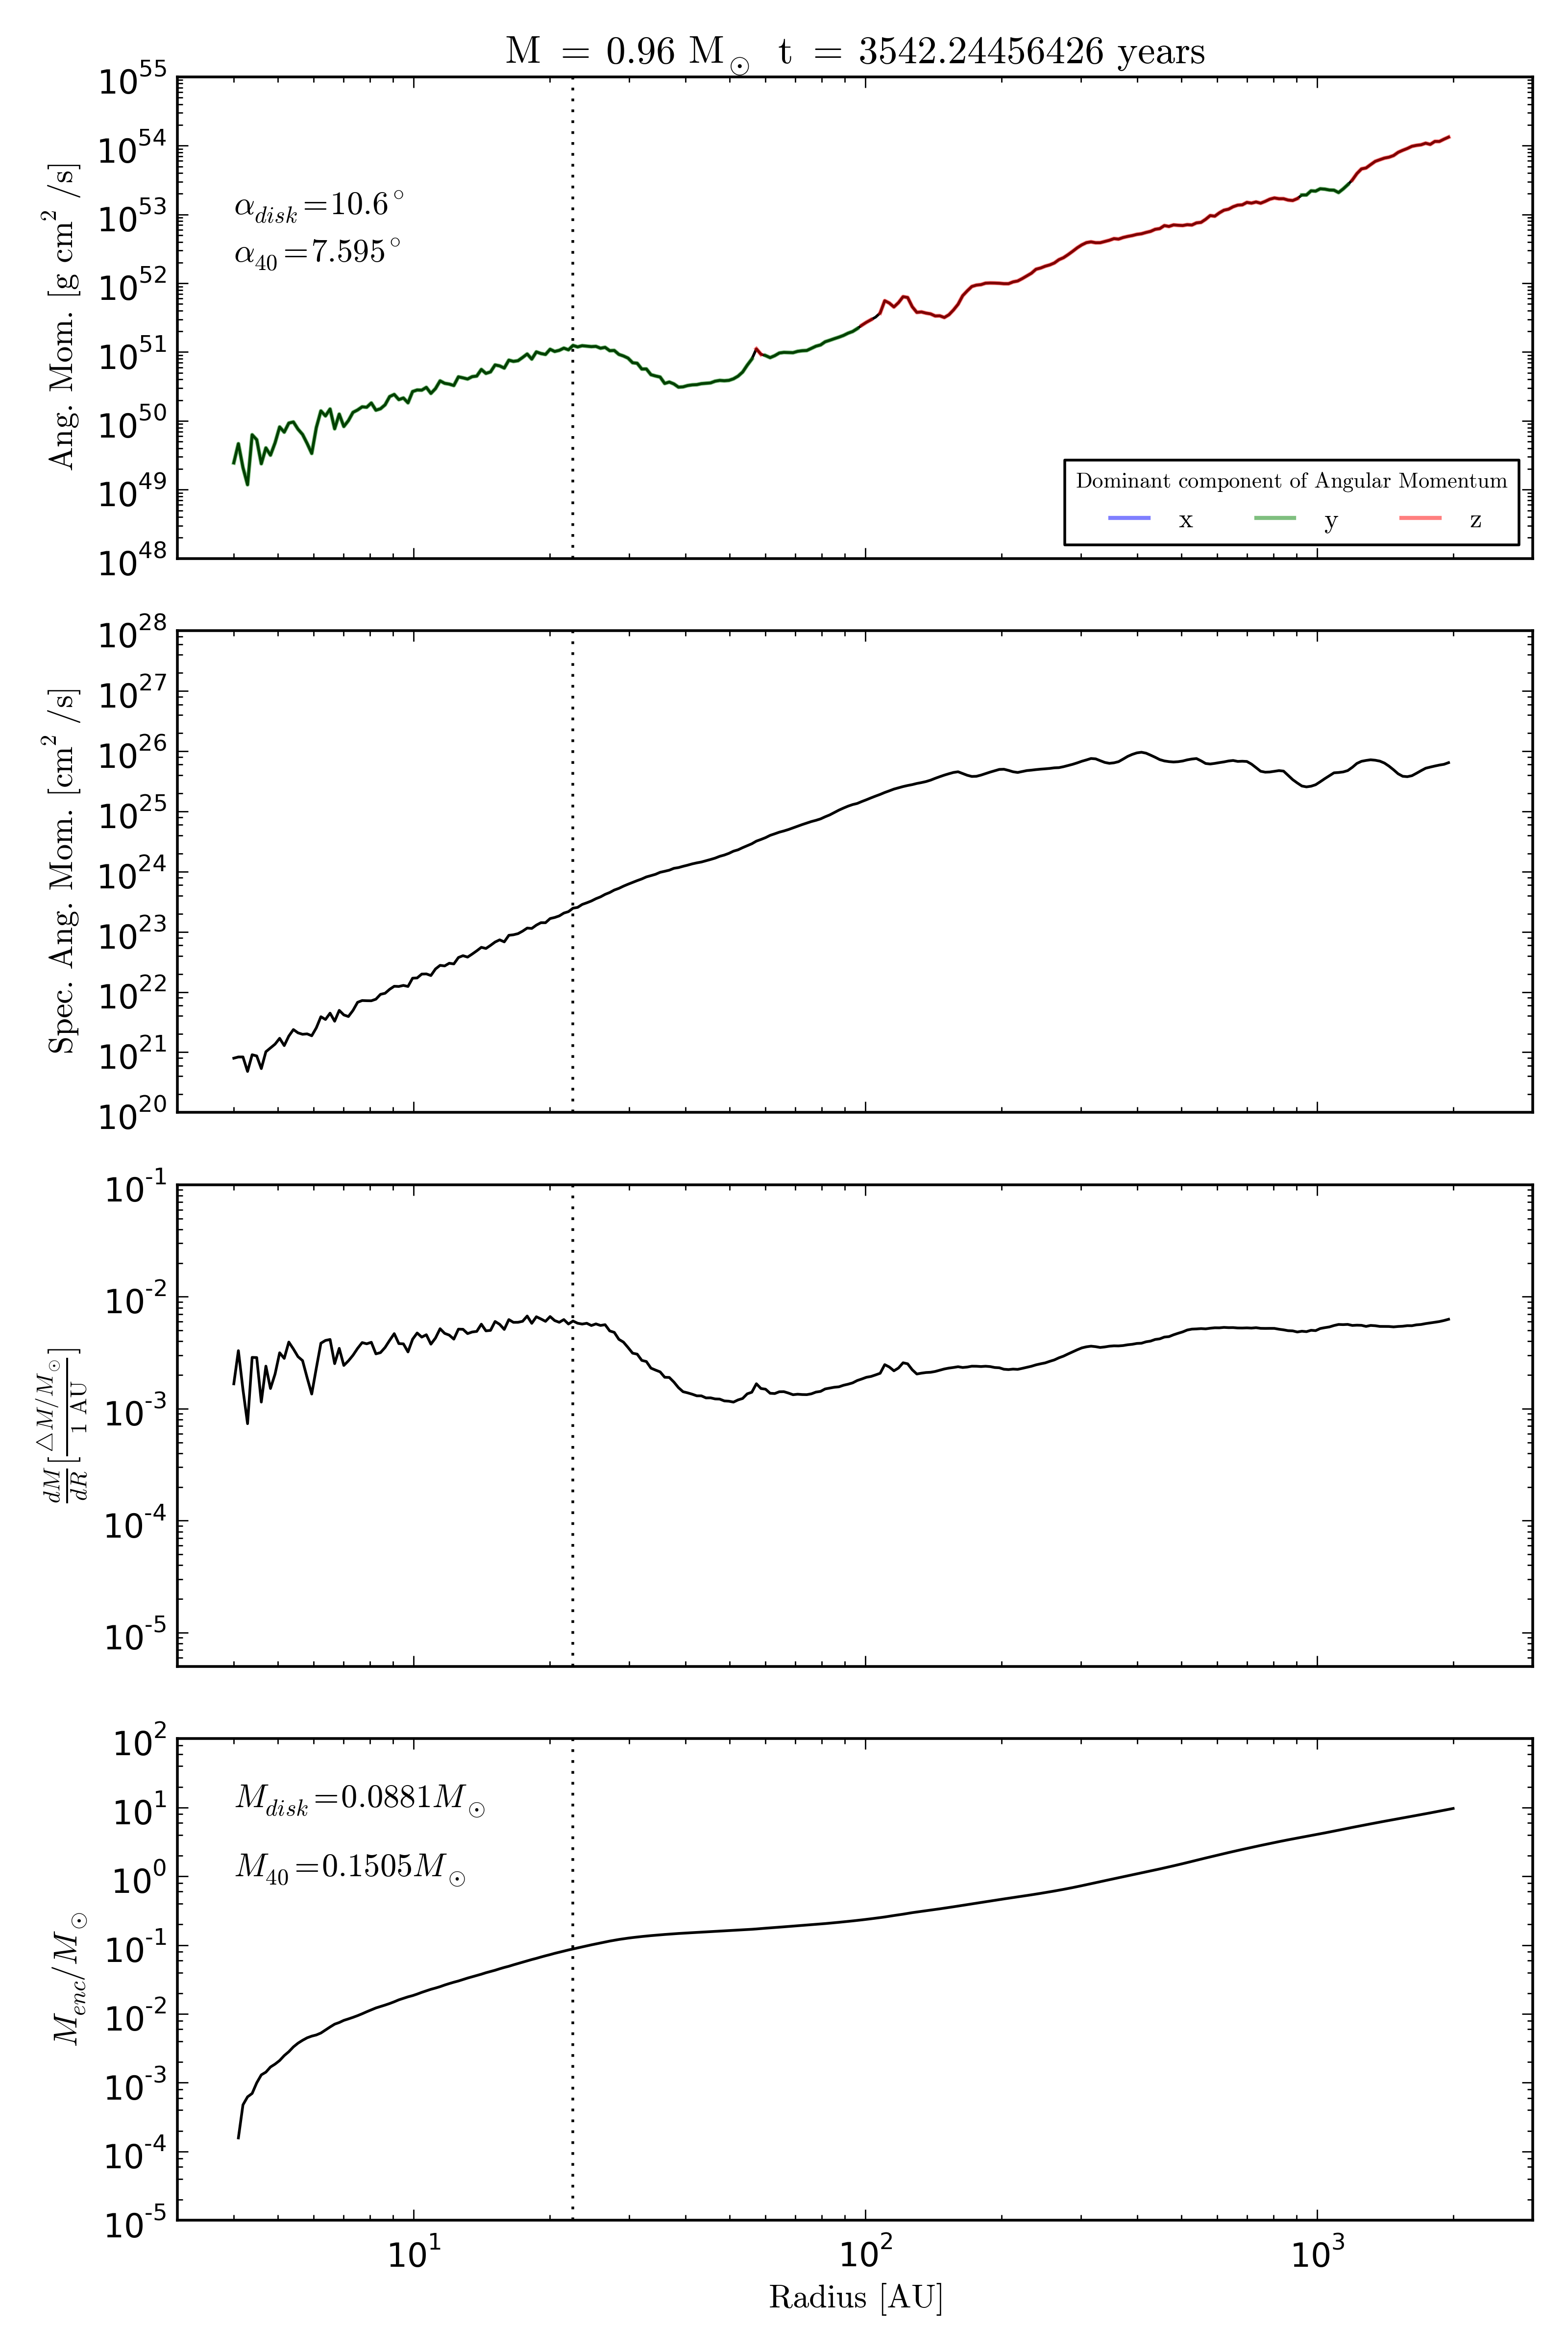 M = 0.96 M⊙ t = 3542.24456426 years
10^55
10^54
10^53
10^52
10^51
10^50
10^49
10^48
Ang. Mom. [g cm^2 /s]
α_disk=10.6°
α_40=7.595°
Dominant component of Angular Momentum
x y z
10^28
10^27
10^26
10^25
10^24
10^23
10^22
10^21
10^20
Spec. Ang. Mom. [cm^2 /s]
10^-1
10^-2
10^-3
10^-4
10^-5
dM/dR [△M/M⊙ / 1 AU]
10^2
10^1
10^0
10^-1
10^-2
10^-3
10^-4
10^-5
M_enc/M⊙
M_disk=0.0881M⊙
M_40=0.1505M⊙
10^1 10^2 10^3
Radius [AU]